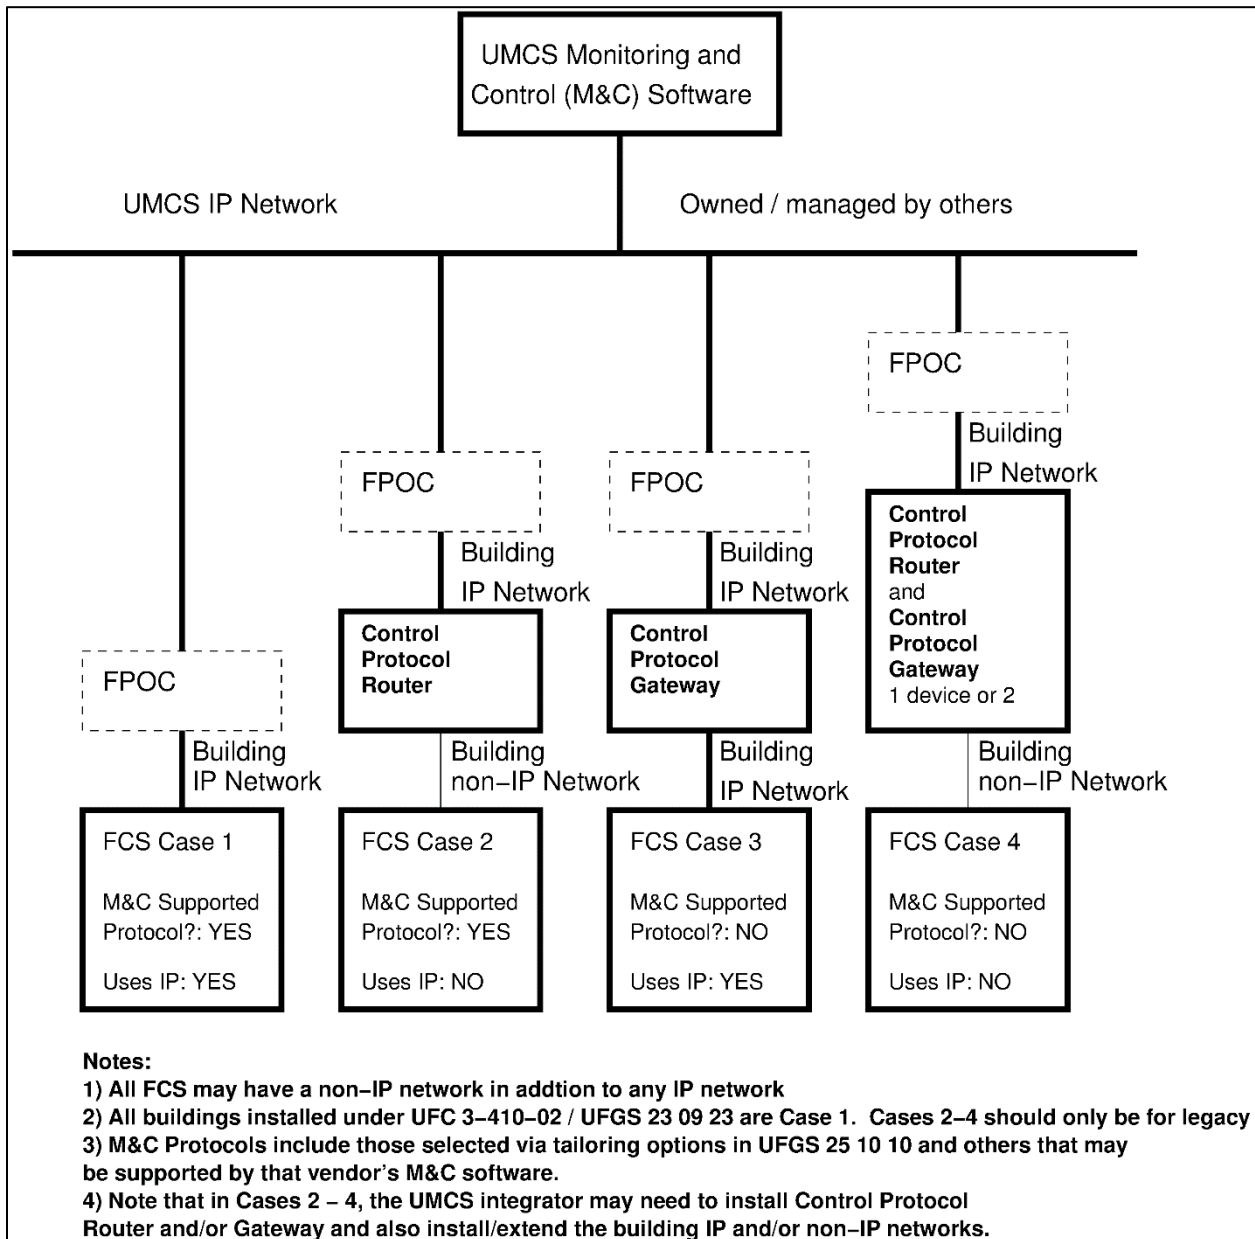 UMCS Monitoring and
Control (M&C) Software
UMCS IP Network
Owned / managed by others
FPOC
Building
IP Network
Control
Protocol
Router
and
Control
Protocol
Gateway
1 device or 2
Building
non–IP Network
FPOC
Building
IP Network
Control
Protocol
Router
Building
non–IP Network
FPOC
Building
IP Network
Control
Protocol
Gateway
Building
IP Network
FPOC
Building
IP Network
FCS Case 1
M&C Supported
Protocol?: YES
Uses IP: YES
FCS Case 2
M&C Supported
Protocol?: YES
Uses IP: NO
FCS Case 3
M&C Supported
Protocol?: NO
Uses IP: YES
FCS Case 4
M&C Supported
Protocol?: NO
Uses IP: NO
Notes:
1) All FCS may have a non–IP network in addtion to any IP network
2) All buildings installed under UFC 3–410–02 / UFGS 23 09 23 are Case 1.  Cases 2–4 should only be for legacy
3) M&C Protocols include those selected via tailoring options in UFGS 25 10 10 and others that may
be supported by that vendor's M&C software.
4) Note that in Cases 2 – 4, the UMCS integrator may need to install Control Protocol
Router and/or Gateway and also install/extend the building IP and/or non–IP networks.